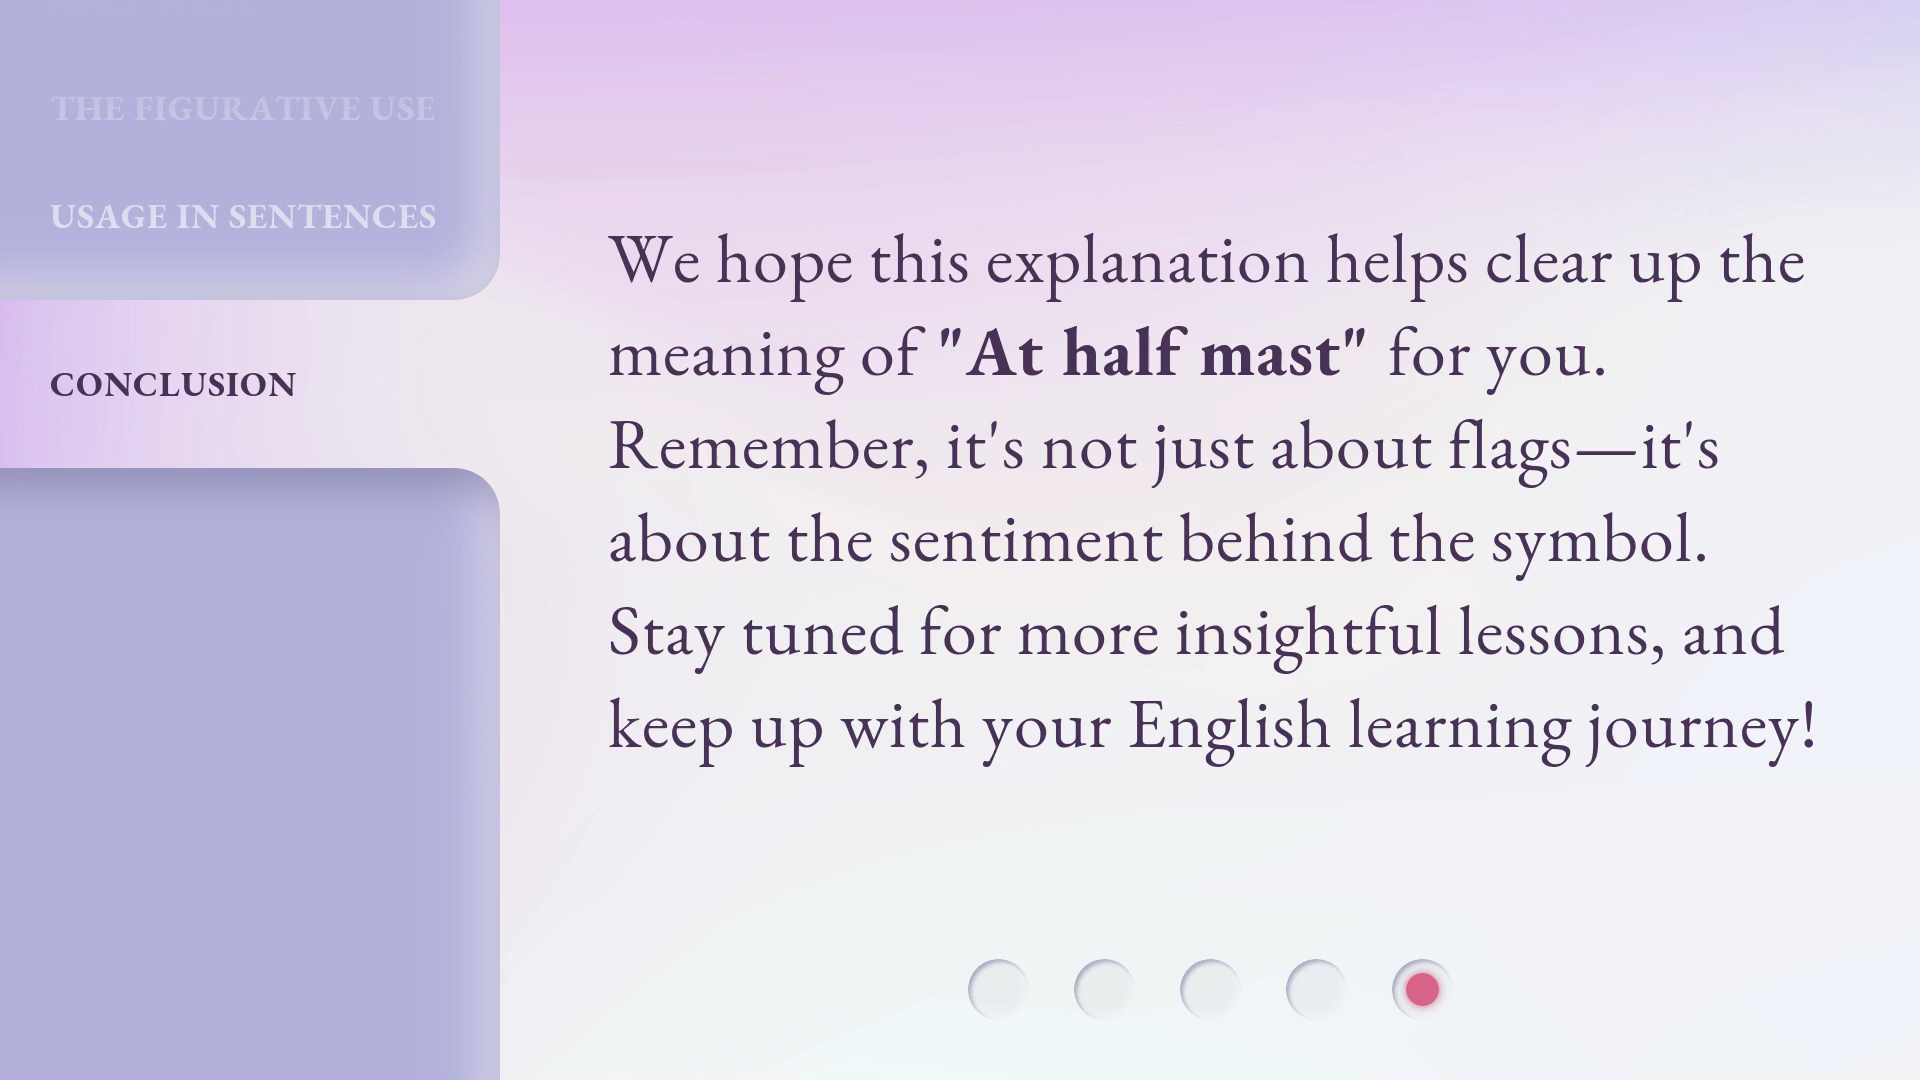 THE FIGURATIVE USE
USAGE IN SENTENCES
CONCLUSION
We hope this explanation helps clear up the
meaning of "At half mast" for you.
Remember, it's not just about flags—it's
about the sentiment behind the symbol.
Stay tuned for more insightful lessons, and
keep up with your English learning journey!